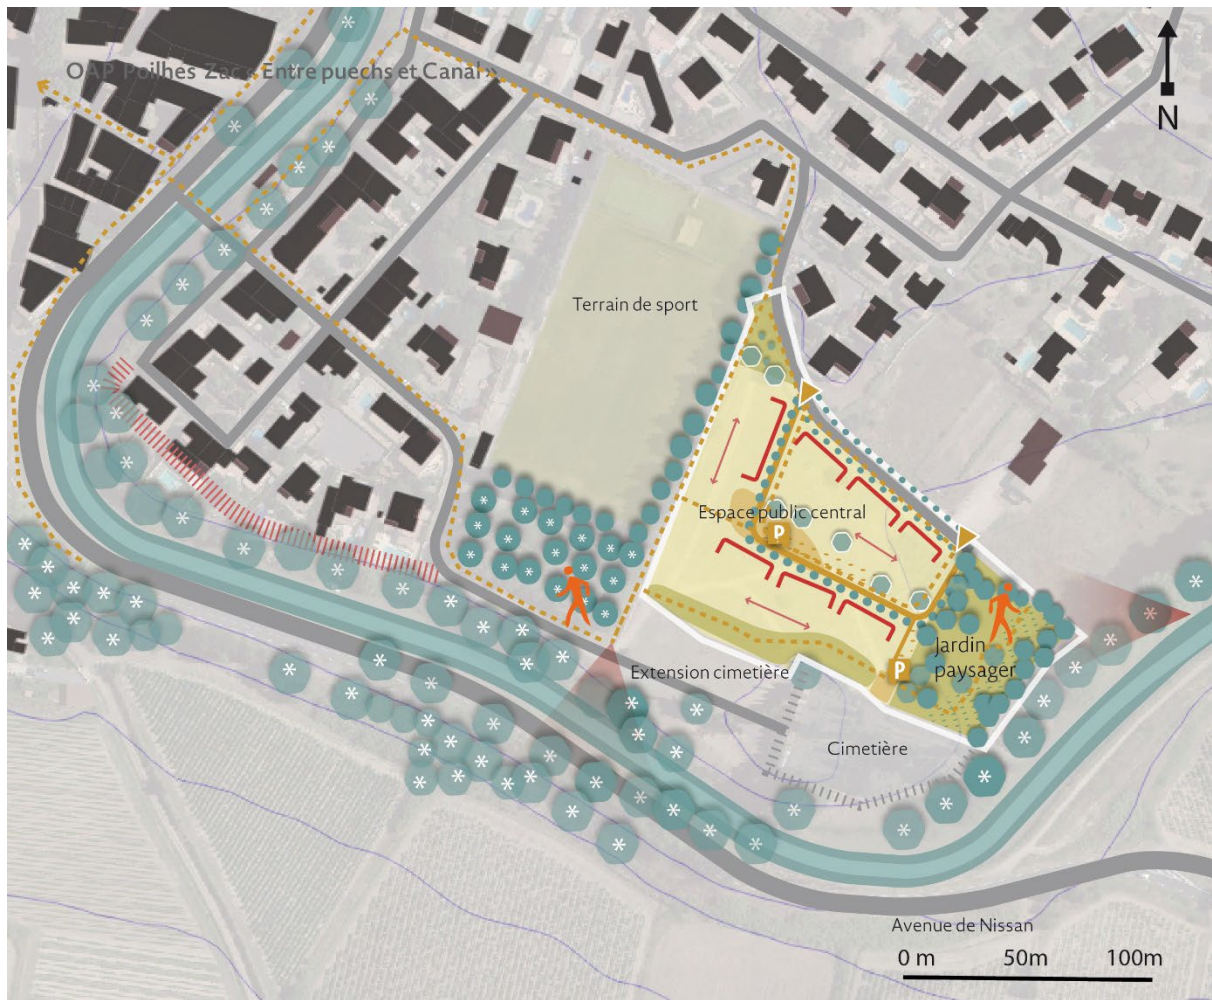 OAP Poilhes Zac « Entre puechs et Canal »
N
Terrain de sport
Espace public central
P
Jardin
paysager
P
Extension cimetière
Cimetière
Avenue de Nissan
0 m 50m 100m